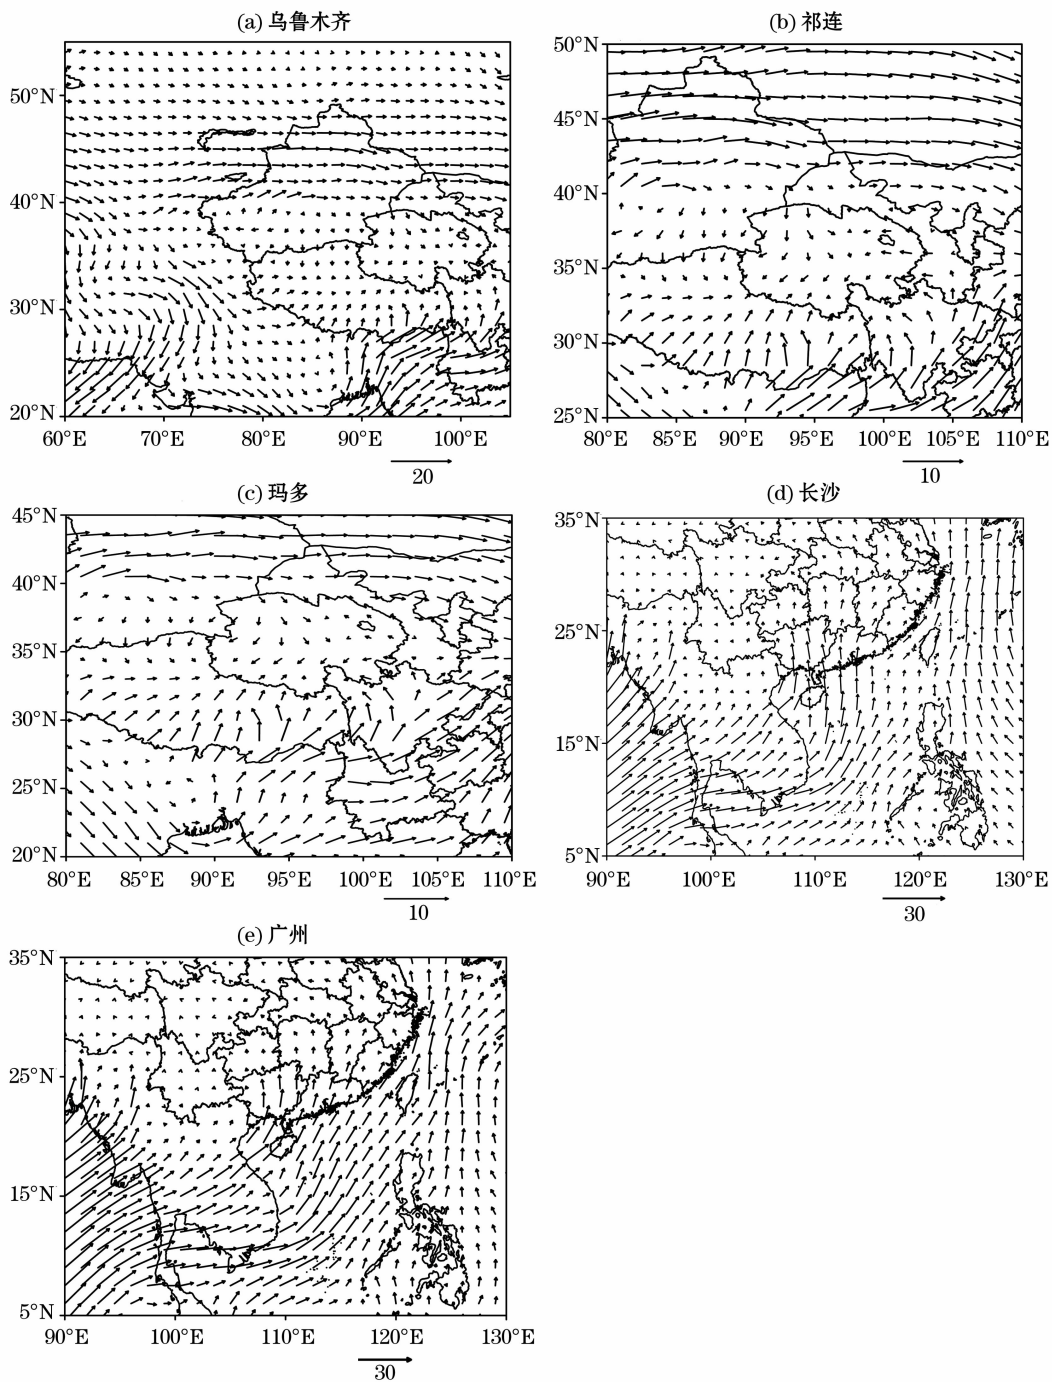 (a) 乌鲁木齐
50°N
40°N
30°N
20°N
60°E 70°E 80°E 90°E 100°E
20
(b) 祁连
50°N
45°N
40°N
35°N
30°N
25°N
80°E 85°E 90°E 95°E 100°E 105°E 110°E
10
(c) 玛多
45°N
40°N
35°N
30°N
25°N
20°N
80°E 85°E 90°E 95°E 100°E 105°E 110°E
10
(d) 长沙
35°N
25°N
15°N
5°N
90°E 100°E 110°E 120°E 130°E
30
(e) 广州
35°N
25°N
15°N
5°N
90°E 100°E 110°E 120°E 130°E
30